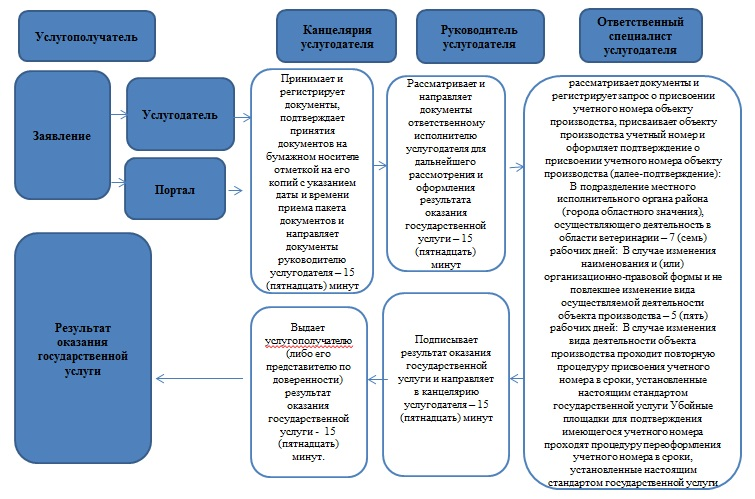 Услугополучатель
Канцелярия
услугодателя
Руководитель
услугодателя
Ответственный
специалист
услугодателя
Заявление
Услугодатель
Портал
Принимает и
регистрирует
документы,
подтверждает
принятия
документов на
бумажном носителе
отметкой на его
копий с указанием
даты и времени
приема пакета
документов и
направляет
документы
руководителю
услугодателя – 15
(пятнадцать) минут
Рассматривает и
направляет
документы
ответственному
исполнителю
услугодателя для
дальнейшего
рассмотрения и
оформления
результата
оказания
государственной
услуги – 15
(пятнадцать)
минут
рассматривает документы и
регистрирует запрос о присвоении
учетного номера объекту
производства, присваивает объекту
производства учетный номер и
оформляет подтверждение о
присвоении учетного номера объекту
производства (далее-подтверждение):
В подразделение местного
исполнительного органа района
(города областного значения),
осуществляющего деятельность в
области ветеринарии – 7 (семь)
рабочих дней:  В случае изменения
наименования и (или)
организационно-правовой формы и не
повлекшее изменение вида
осуществляемой деятельности
объекта производства – 5 (пять)
рабочих дней:  В случае изменения
вида деятельности объекта
производства проходит повторную
процедуру присвоения учетного
номера в сроки, установленные
настоящим стандартом
государственной услуги Убойные
площадки для подтверждения
имеющегося учетного номера
проходят процедуру переоформления
учетного номера в сроки,
установленные настоящим
стандартом государственной услуги
Подписывает
результат оказания
государственной
услуги и направляет
в канцелярию
услугодателя – 15
(пятнадцать) минут
Выдает
услугополучателю
(либо его
представителю по
доверенности)
результат
оказания
государственной
услуги -  15
(пятнадцать)
минут.
Результат
оказания
государственной
услуги